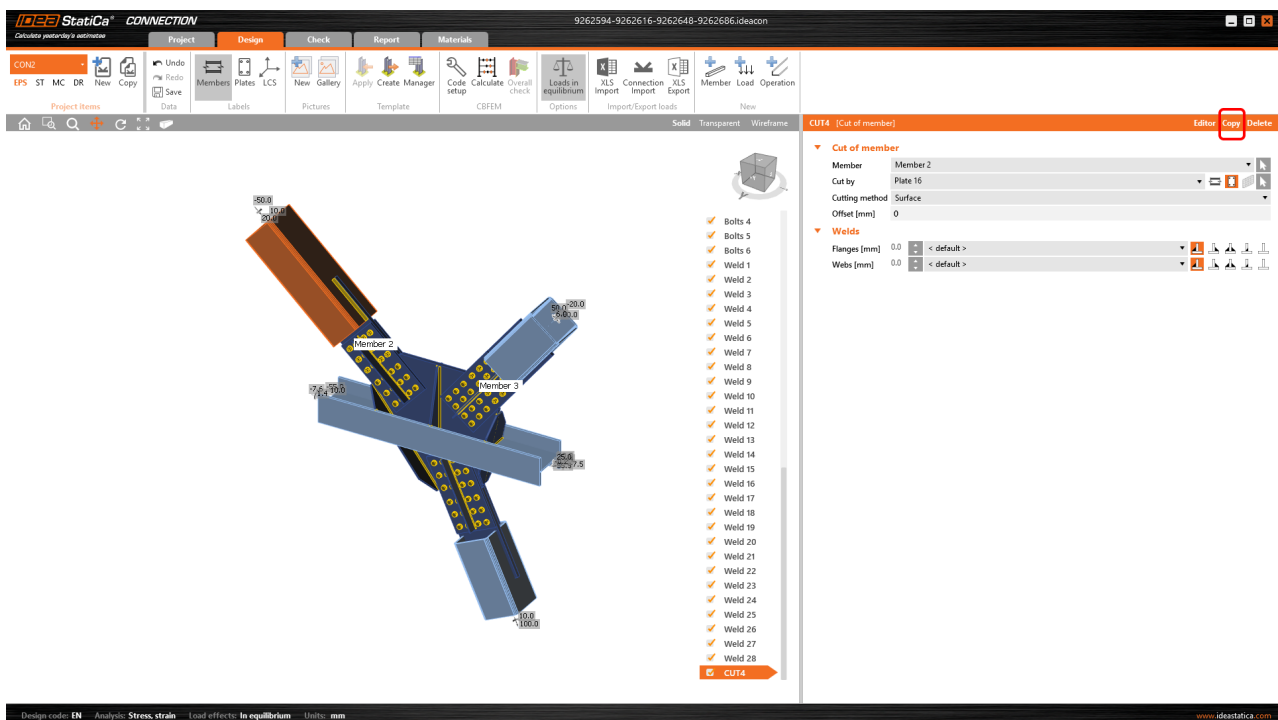 IDEA StatiCa® CONNECTION
9262594-9262616-9262648-9262686.ideacon
Calculate yesterday's estimates
Project Design Check Report Materials
CON2
EPS ST MC DR New Copy
Undo
Redo
Save
Members Plates LCS
New Gallery
Apply Create Manager
Code setup Calculate Overall check
Loads in equilibrium
XLS Import Connection Import XLS Export
Member Load Operation
Project items Data Labels Pictures Template CBFEM Options Import/Export loads New
Solid Transparent Wireframe
CUT4 [Cut of member] Editor Copy Delete
Cut of member
Member Member 2
Cut by Plate 16
Cutting method Surface
Offset [mm] 0
Welds
Flanges [mm] 0.0 < default >
Webs [mm] 0.0 < default >
-50.0
10.0
20.0
50.0 -20.0
Member 2
Member 3
10.0
25.0
10.0
100.0
Bolts 4
Bolts 5
Bolts 6
Weld 1
Weld 2
Weld 3
Weld 4
Weld 5
Weld 6
Weld 7
Weld 8
Weld 9
Weld 10
Weld 11
Weld 12
Weld 13
Weld 14
Weld 15
Weld 16
Weld 17
Weld 18
Weld 19
Weld 20
Weld 21
Weld 22
Weld 23
Weld 24
Weld 25
Weld 26
Weld 27
Weld 28
CUT4
Design code: EN Analysis: Stress, strain Load effects: In equilibrium Units: mm
www.ideastatica.com